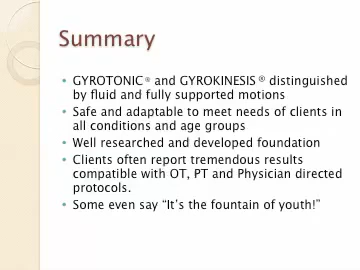 Summary
• GYROTONIC ® and GYROKINESIS ® distinguished
by fluid and fully supported motions
• Safe and adaptable to meet needs of clients in
all conditions and age groups
• Well researched and developed foundation
• Clients often report tremendous results
compatible with OT, PT and Physician directed
protocols.
• Some even say “It’s the fountain of youth!”